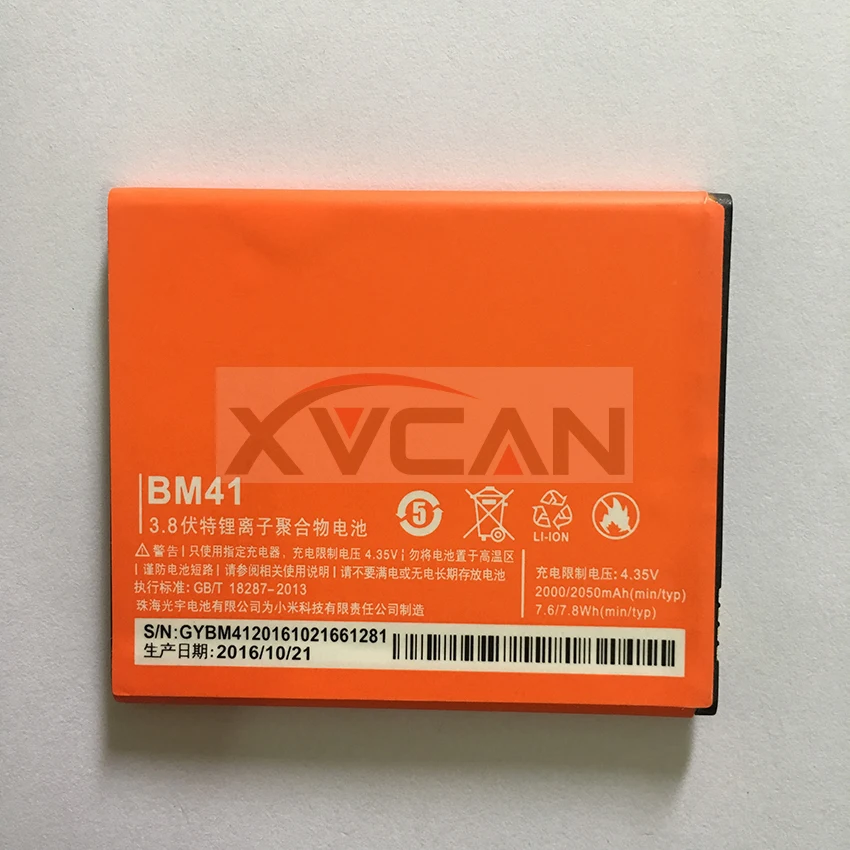 XVCAN
BM41
3.8伏特锂离子聚合物电池
5
LI-ION
警告|只使用指定充电器，充电限制电压 4.35V|勿将电池置于高温区
|谨防电池短路|请参阅相关使用说明|请不要满电或无电长期存放电池
执行标准: GB/T 18287-2013
珠海光宇电池有限公司为小米科技有限责任公司制造
充电限制电压: 4.35V
2000/2050mAh(min/typ)
7.6/7.8Wh(min/typ)
S/N:GYBM4120161021661281
生产日期: 2016/10/21